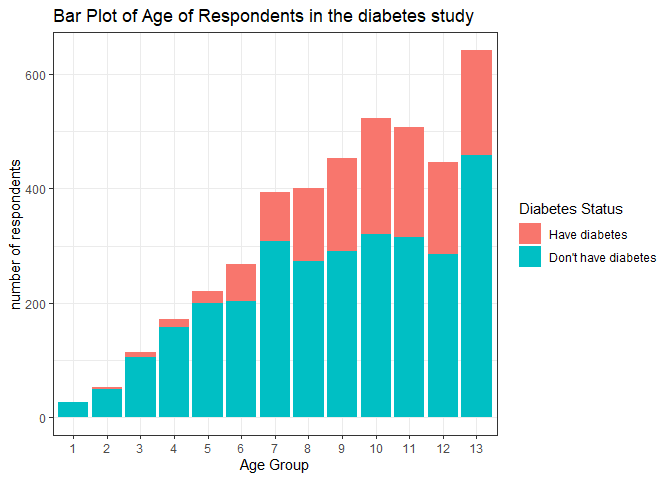 Bar Plot of Age of Respondents in the diabetes study
number of respondents
600
400
200
0
1 2 3 4 5 6 7 8 9 10 11 12 13
Age Group
Diabetes Status
Have diabetes
Don't have diabetes